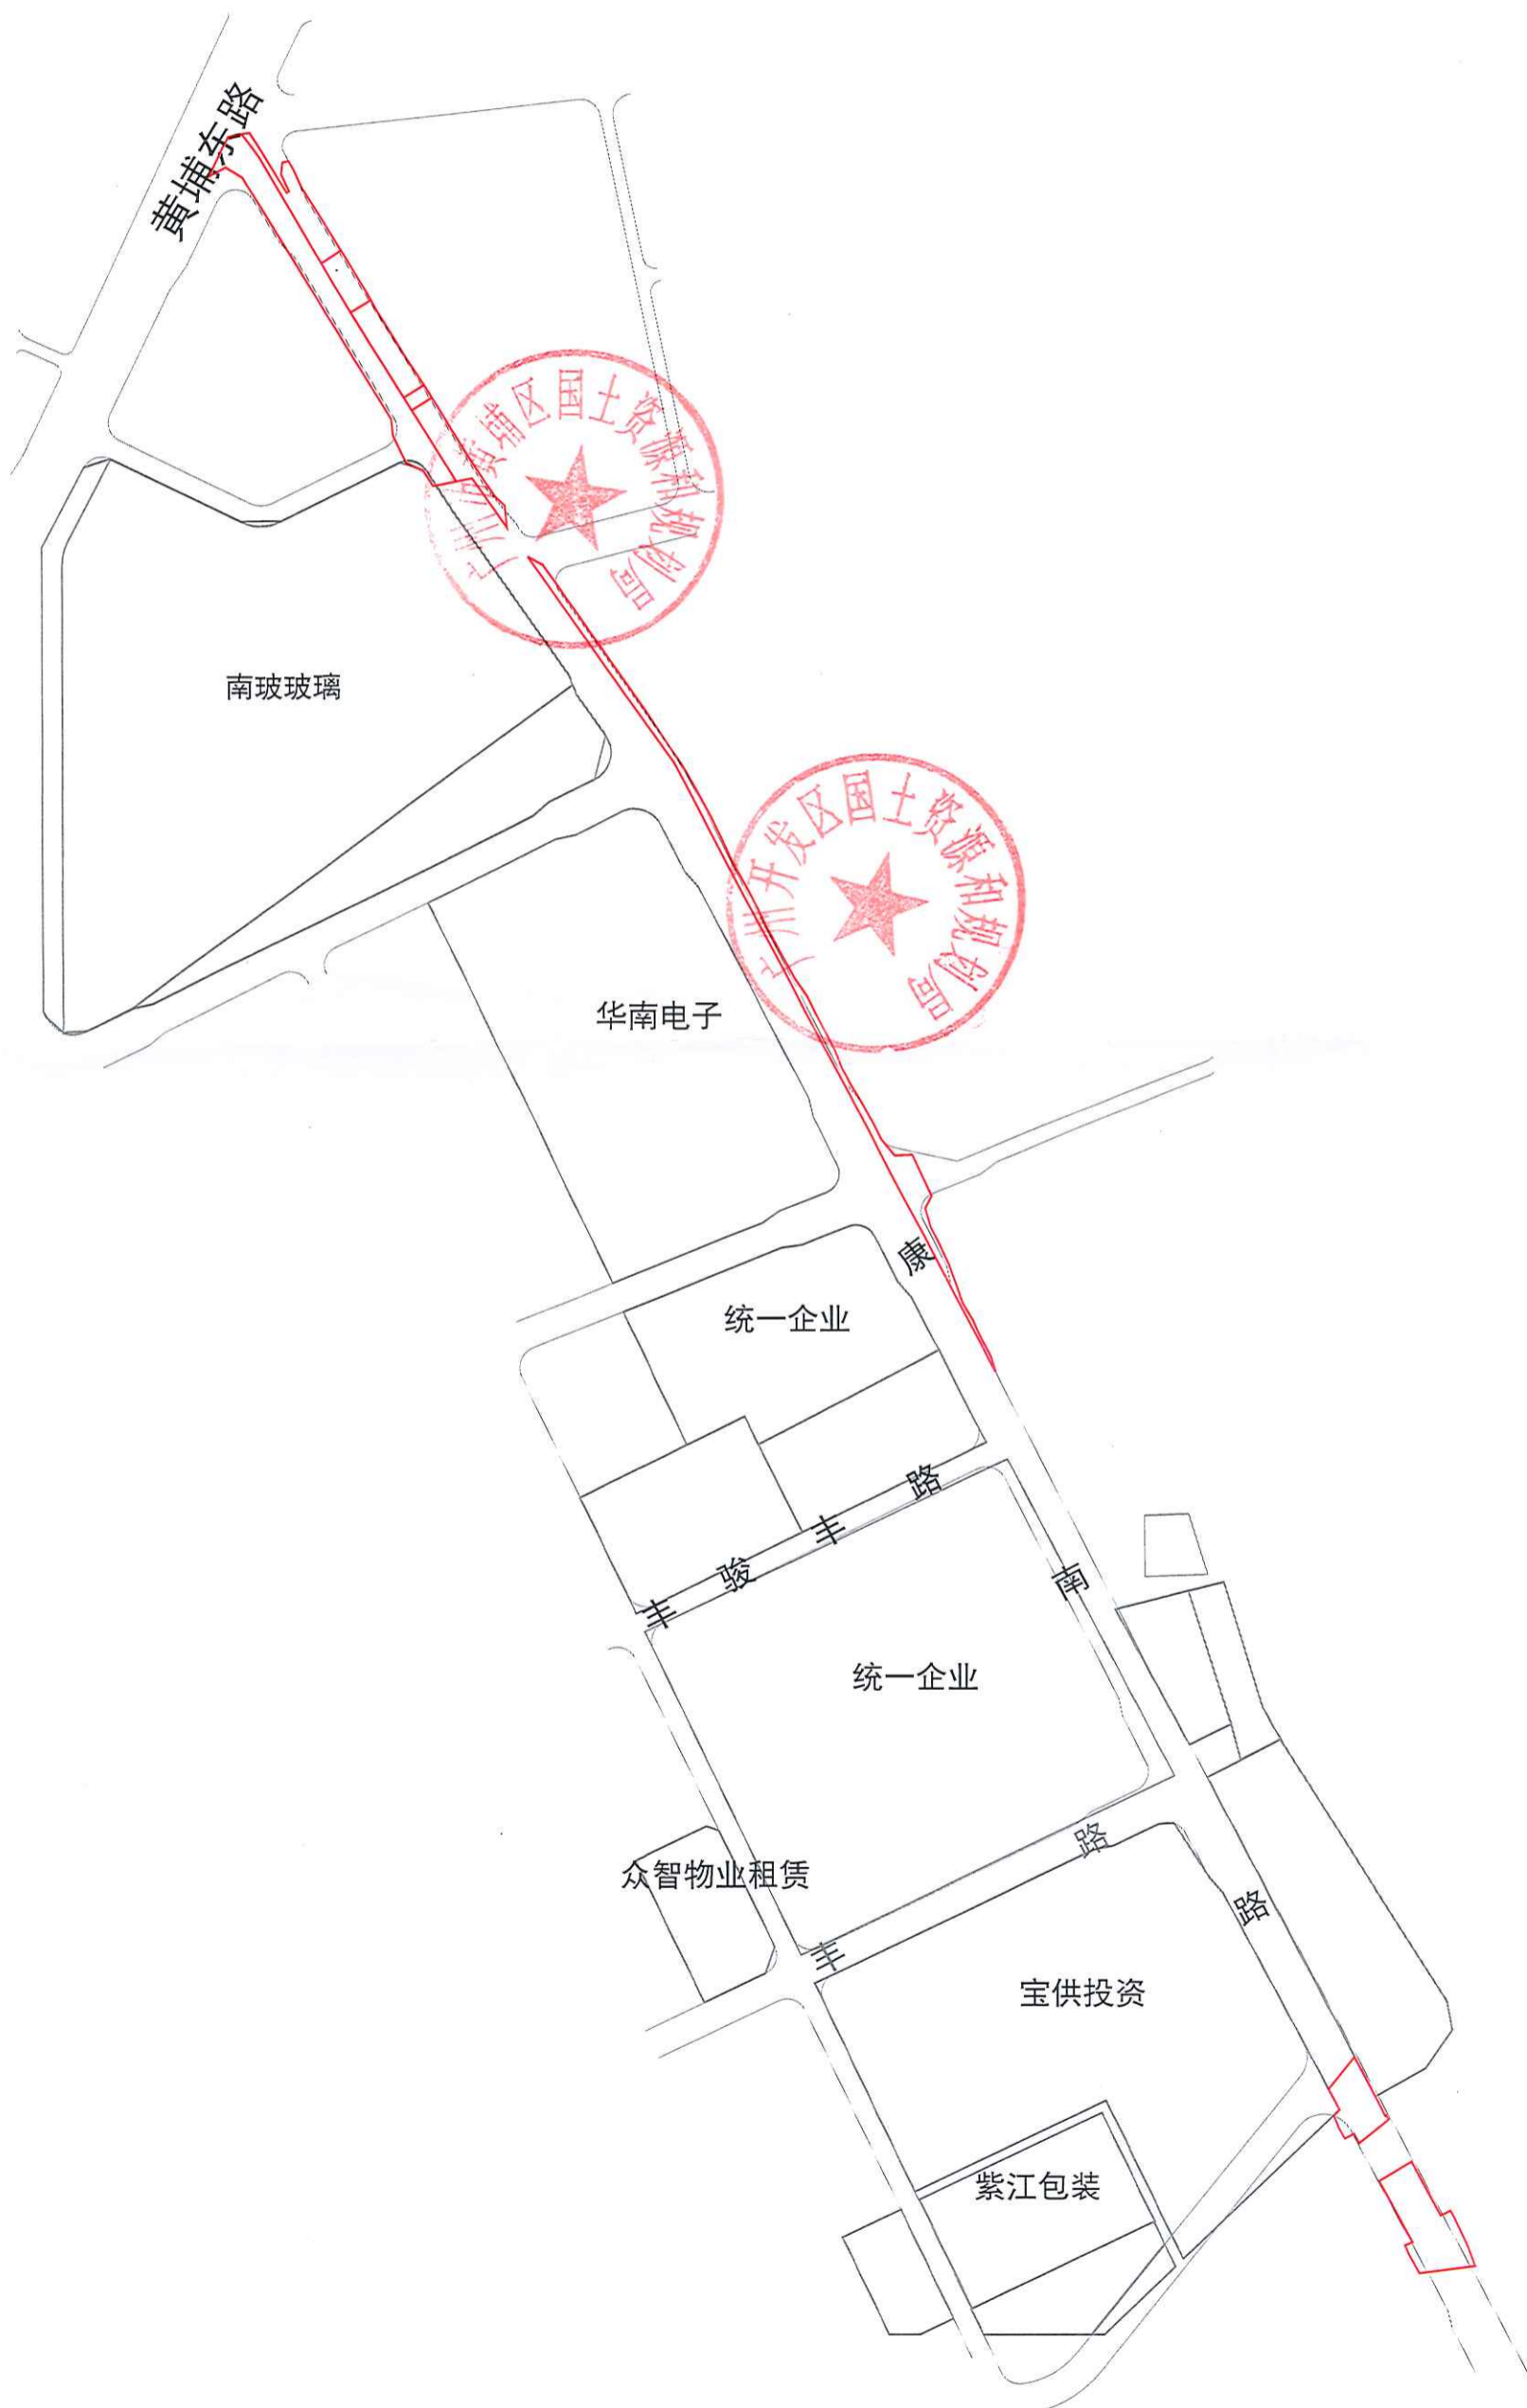 黄埔东路
广州市黄埔区国土资源和规划局
南玻玻璃
广州开发区国土资源和规划局
华南电子
康南路
统一企业
丰骏丰路
统一企业
众智物业租赁
丰路
宝供投资
紫江包装